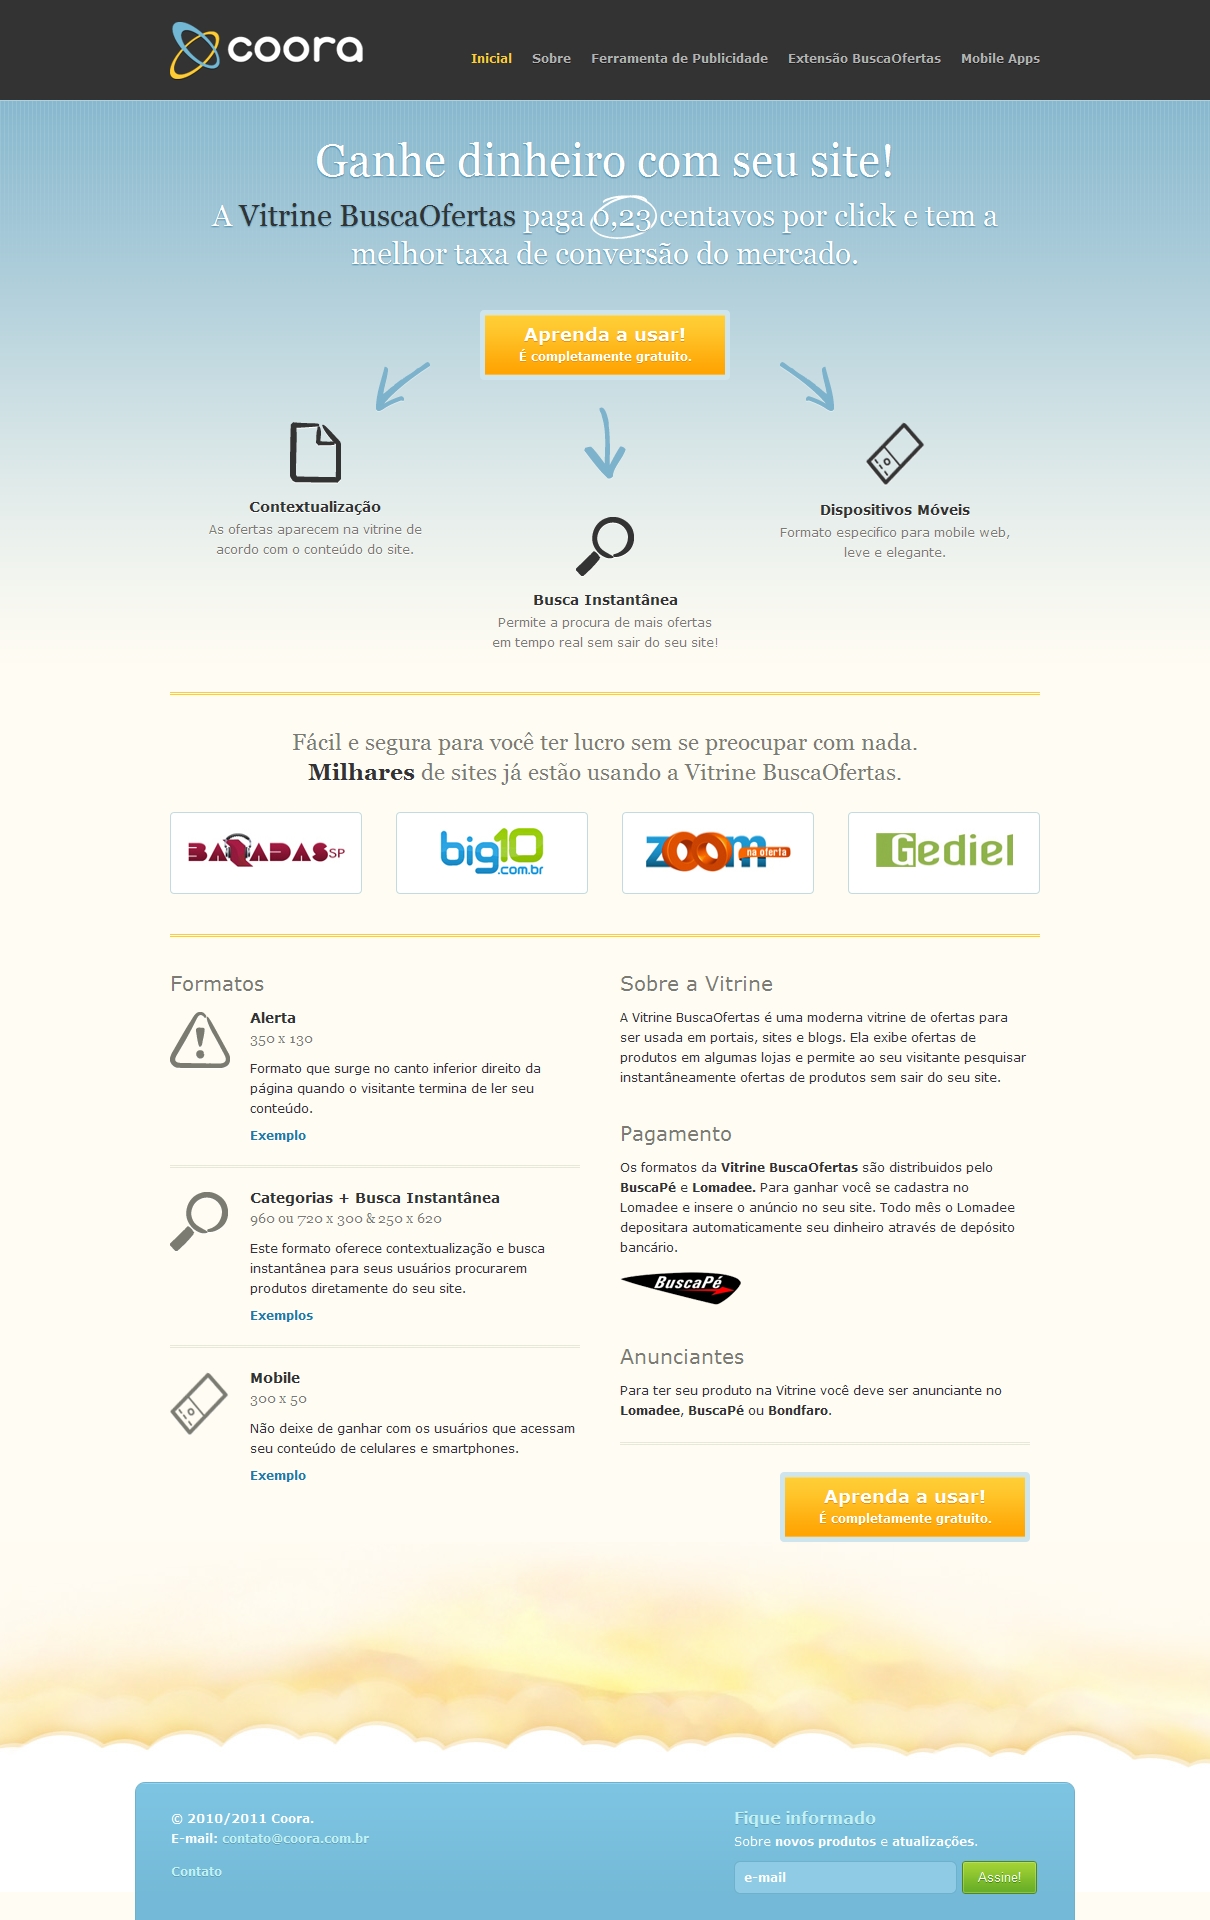 coora
Inicial Sobre Ferramenta de Publicidade Extensão BuscaOfertas Mobile Apps
Ganhe dinheiro com seu site!
A Vitrine BuscaOfertas paga 0,23 centavos por click e tem a
melhor taxa de conversão do mercado.
Aprenda a usar!
É completamente gratuito.
Contextualização
As ofertas aparecem na vitrine de
acordo com o conteúdo do site.
Busca Instantânea
Permite a procura de mais ofertas
em tempo real sem sair do seu site!
Dispositivos Móveis
Formato especifico para mobile web,
leve e elegante.
Fácil e segura para você ter lucro sem se preocupar com nada.
Milhares de sites já estão usando a Vitrine BuscaOfertas.
BALADAS SP
big10
.com.br
zoom
na oferta
Gediel
Formatos
Alerta
350 x 130
Formato que surge no canto inferior direito da
página quando o visitante termina de ler seu
conteúdo.
Exemplo
Categorias + Busca Instantânea
960 ou 720 x 300 & 250 x 620
Este formato oferece contextualização e busca
instantânea para seus usuários procurarem
produtos diretamente do seu site.
Exemplos
Mobile
300 x 50
Não deixe de ganhar com os usuários que acessam
seu conteúdo de celulares e smartphones.
Exemplo
Sobre a Vitrine
A Vitrine BuscaOfertas é uma moderna vitrine de ofertas para
ser usada em portais, sites e blogs. Ela exibe ofertas de
produtos em algumas lojas e permite ao seu visitante pesquisar
instantâneamente ofertas de produtos sem sair do seu site.
Pagamento
Os formatos da Vitrine BuscaOfertas são distribuidos pelo
BuscaPé e Lomadee. Para ganhar você se cadastra no
Lomadee e insere o anúncio no seu site. Todo mês o Lomadee
depositara automaticamente seu dinheiro através de depósito
bancário.
BuscaPé
Anunciantes
Para ter seu produto na Vitrine você deve ser anunciante no
Lomadee, BuscaPé ou Bondfaro.
Aprenda a usar!
É completamente gratuito.
© 2010/2011 Coora.
E-mail: contato@coora.com.br
Contato
Fique informado
Sobre novos produtos e atualizações.
e-mail
Assine!